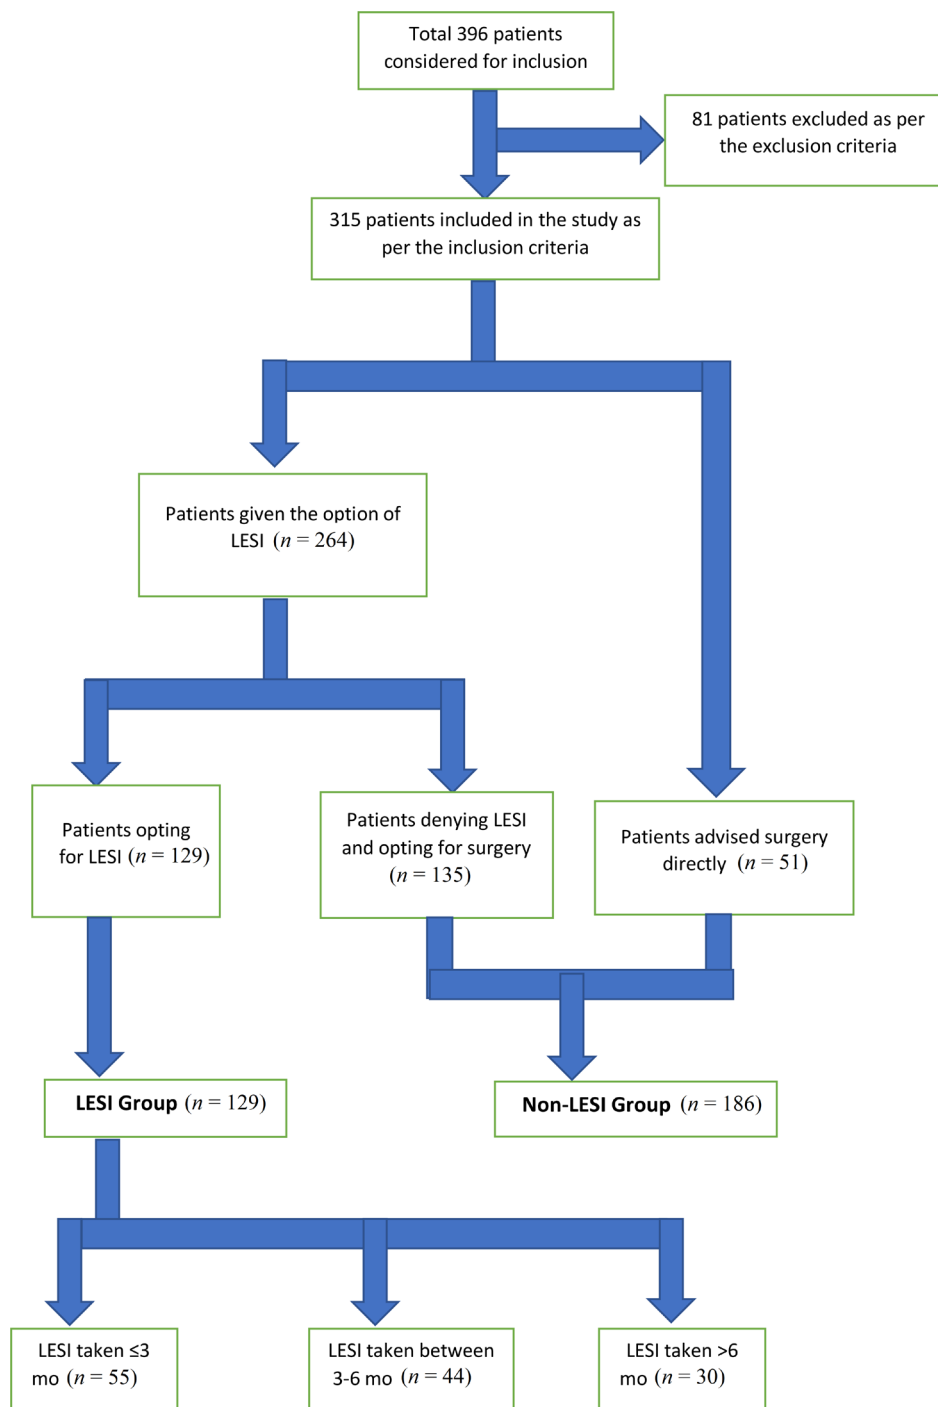 Total 396 patients
considered for inclusion
81 patients excluded as per
the exclusion criteria
315 patients included in the study as
per the inclusion criteria
Patients given the option of
LESI (n = 264)
Patients opting
for LESI (n = 129)
Patients denying LESI
and opting for surgery
(n = 135)
Patients advised surgery
directly (n = 51)
LESI Group (n = 129)
Non-LESI Group (n = 186)
LESI taken ≤3
mo (n = 55)
LESI taken between
3-6 mo (n = 44)
LESI taken >6
mo (n = 30)